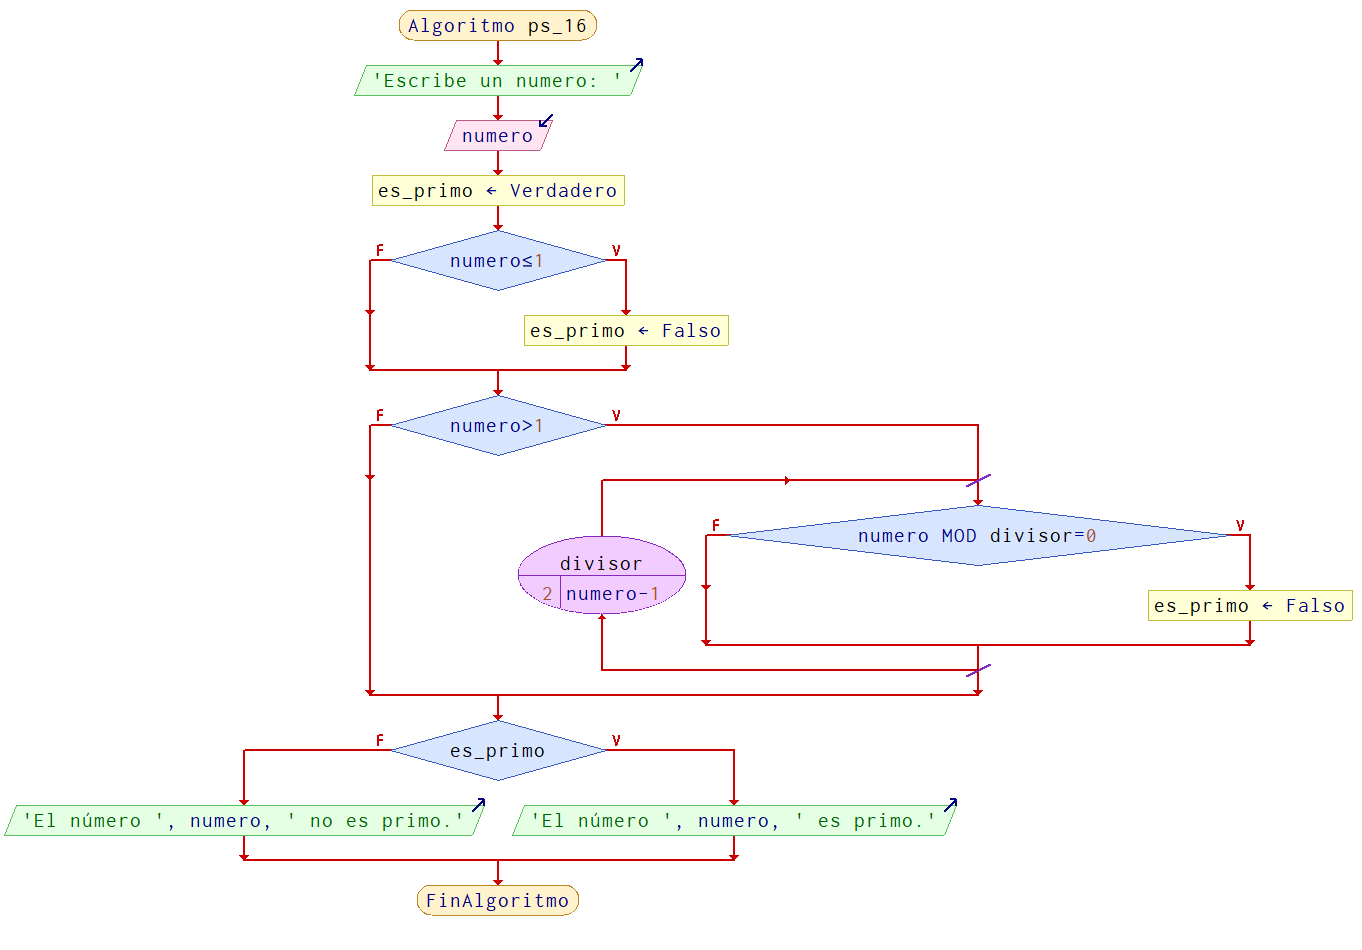 Algoritmo ps_16
'Escribe un numero: '
numero
es_primo ← Verdadero
F
V
numero≤1
es_primo ← Falso
F
V
numero>1
F
V
numero MOD divisor=0
divisor
2 numero-1
es_primo ← Falso
F
V
es_primo
'El número ', numero, ' no es primo.'
'El número ', numero, ' es primo.'
FinAlgoritmo